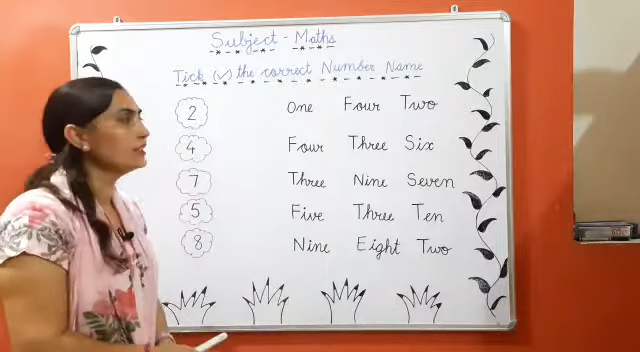 Subject - Maths
Tick (✓) the correct Number Name
2 One Four Two
4 Four Three Six
7 Three Nine Seven
5 Five Three Ten
8 Nine Eight Two